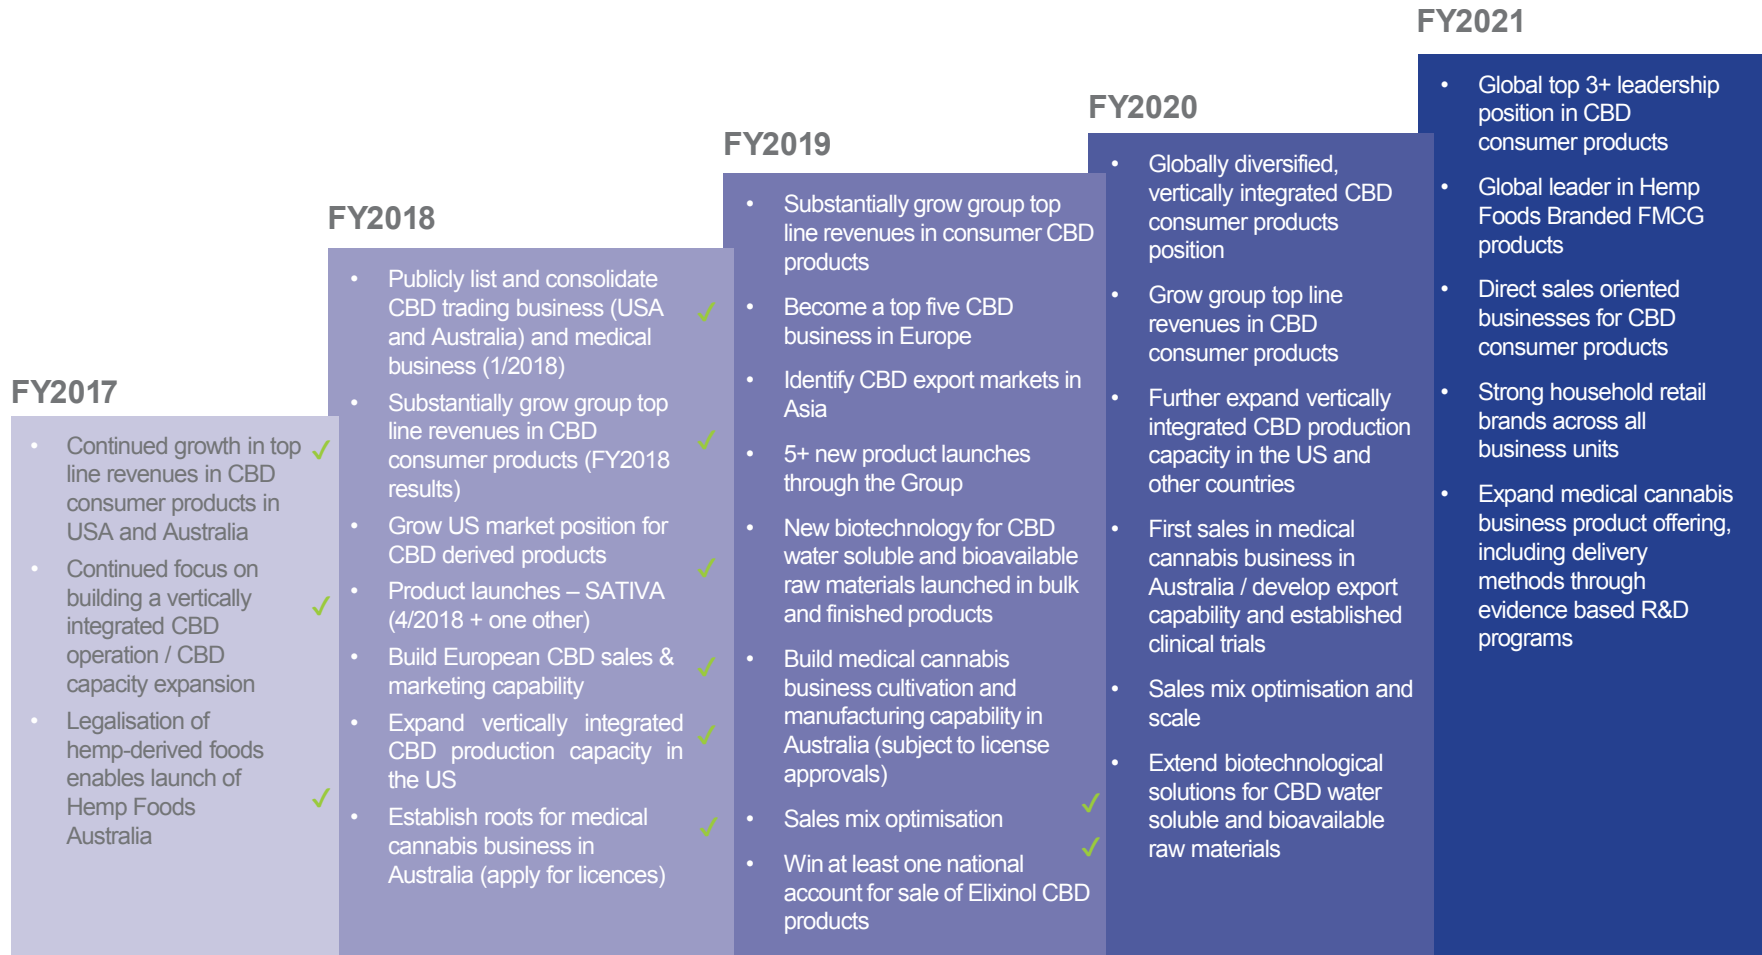 FY2017
• Continued growth in top
line revenues in CBD
consumer products in
USA and Australia
• Continued focus on
building a vertically
integrated CBD
operation / CBD
capacity expansion
• Legalisation of
hemp-derived foods
enables launch of
Hemp Foods
Australia
FY2018
• Publicly list and consolidate
CBD trading business (USA
and Australia) and medical
business (1/2018)
• Substantially grow group top
line revenues in CBD
consumer products (FY2018
results)
• Grow US market position for
CBD derived products
• Product launches – SATIVA
(4/2018 + one other)
• Build European CBD sales &
marketing capability
• Expand vertically integrated
CBD production capacity in
the US
• Establish roots for medical
cannabis business in
Australia (apply for licences)
FY2019
• Substantially grow group top
line revenues in consumer CBD
products
• Become a top five CBD
business in Europe
• Identify CBD export markets in
Asia
• 5+ new product launches
through the Group
• New biotechnology for CBD
water soluble and bioavailable
raw materials launched in bulk
and finished products
• Build medical cannabis
business cultivation and
manufacturing capability in
Australia (subject to license
approvals)
• Sales mix optimisation
• Win at least one national
account for sale of Elixinol CBD
products
FY2020
• Globally diversified,
vertically integrated CBD
consumer products
position
• Grow group top line
revenues in CBD
consumer products
• Further expand vertically
integrated CBD production
capacity in the US and
other countries
• First sales in medical
cannabis business in
Australia / develop export
capability and established
clinical trials
• Sales mix optimisation and
scale
• Extend biotechnological
solutions for CBD water
soluble and bioavailable
raw materials
FY2021
• Global top 3+ leadership
position in CBD
consumer products
• Global leader in Hemp
Foods Branded FMCG
products
• Direct sales oriented
businesses for CBD
consumer products
• Strong household retail
brands across all
business units
• Expand medical cannabis
business product offering,
including delivery
methods through
evidence based R&D
programs